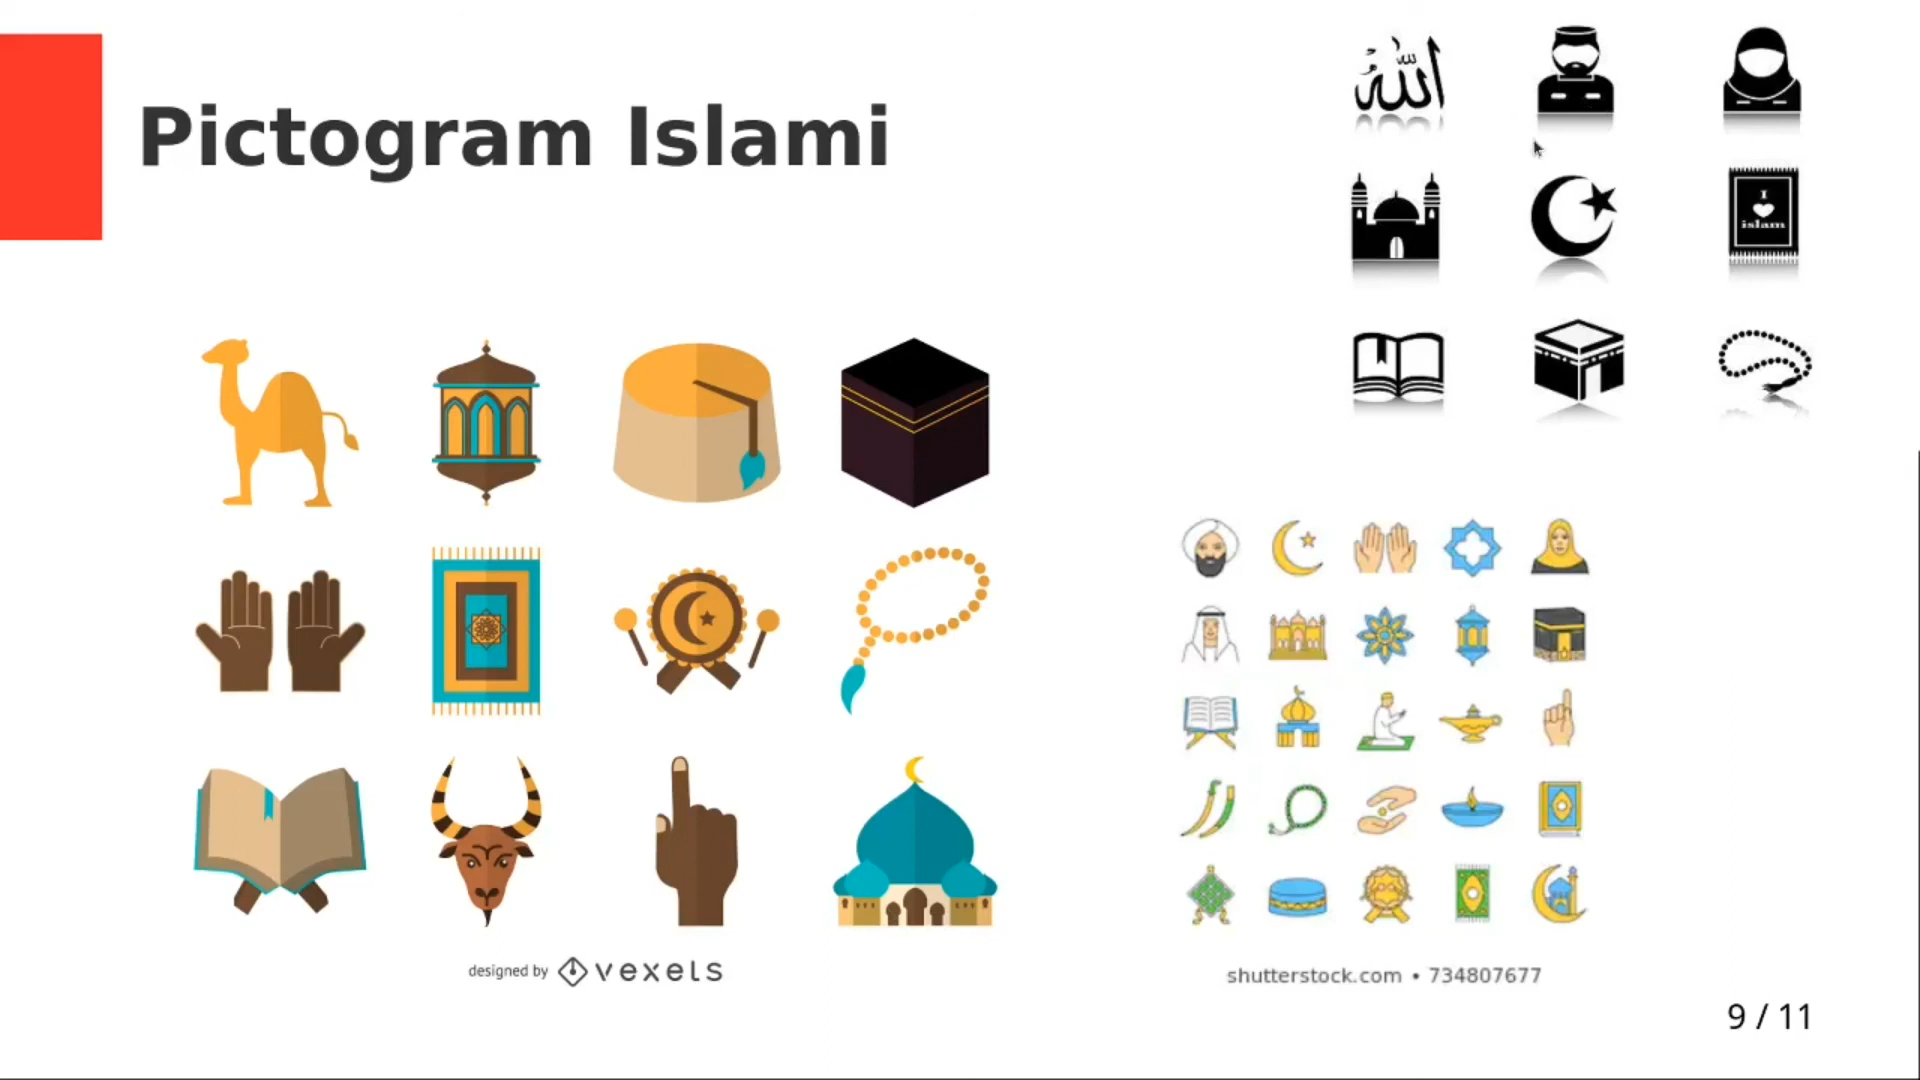 Pictogram Islami
الله
I
islam
designed by vexels
shutterstock.com • 734807677
9 / 11